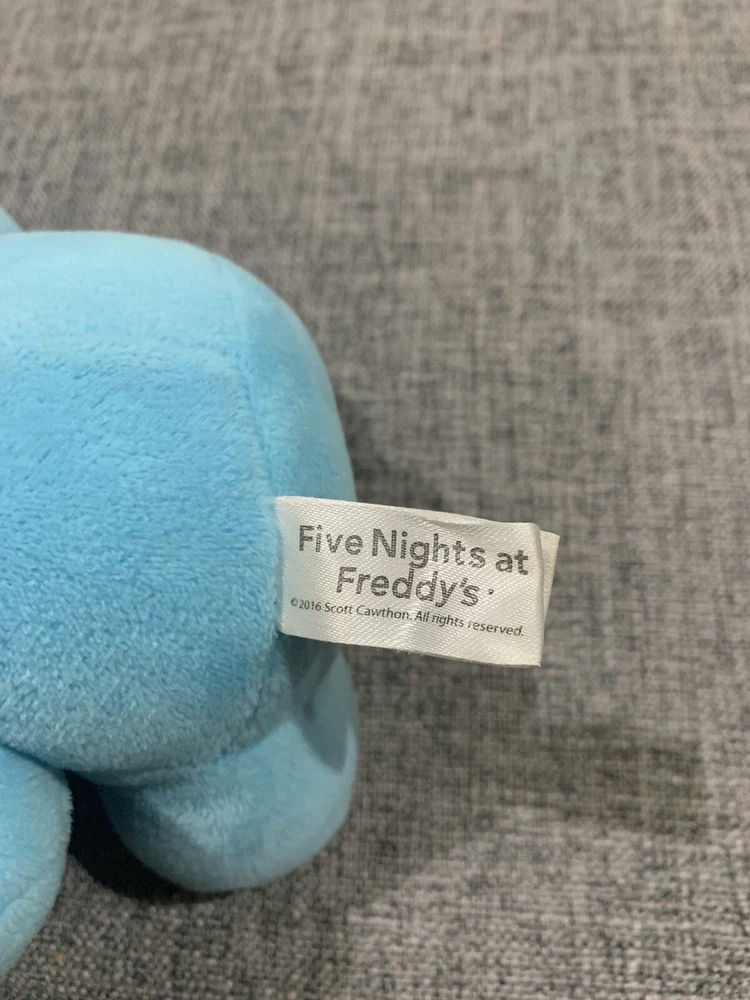 Five Nights at
Freddy's
©2016 Scott Cawthon. All rights reserved.